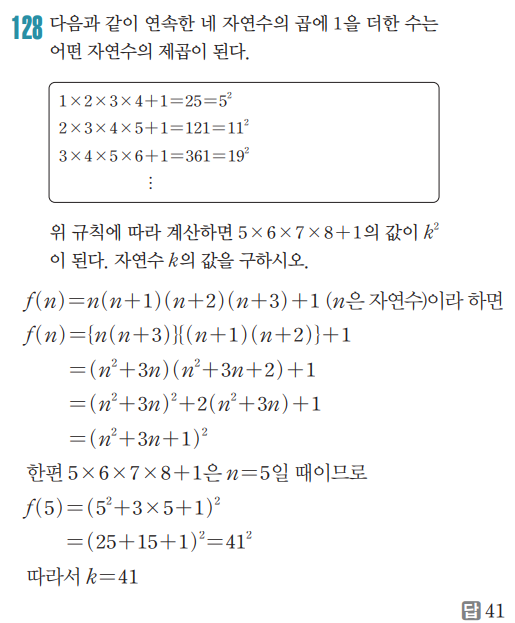 128 다음과 같이 연속한 네 자연수의 곱에 1을 더한 수는
어떤 자연수의 제곱이 된다.
1×2×3×4+1=25=5²
2×3×4×5+1=121=11²
3×4×5×6+1=361=19²
⋮
위 규칙에 따라 계산하면 5×6×7×8+1의 값이 k²
이 된다. 자연수 k의 값을 구하시오.
f(n)=n(n+1)(n+2)(n+3)+1 (n은 자연수)이라 하면
f(n)={n(n+3)}{(n+1)(n+2)}+1
=(n²+3n)(n²+3n+2)+1
=(n²+3n)²+2(n²+3n)+1
=(n²+3n+1)²
한편 5×6×7×8+1은 n=5일 때이므로
f(5)=(5²+3×5+1)²
=(25+15+1)²=41²
따라서 k=41
답 41